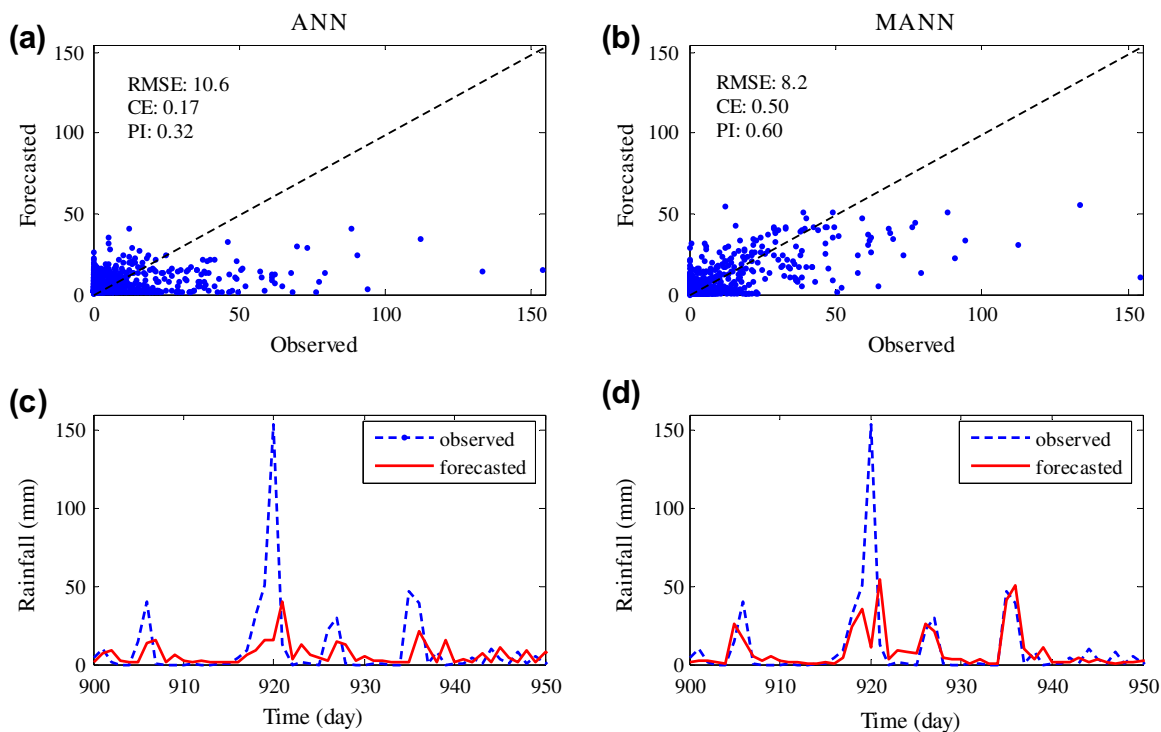 (a)
ANN
150
100
50
0
Forecasted
RMSE: 10.6
CE: 0.17
PI: 0.32
0 50 100 150
Observed
(b)
MANN
150
100
50
0
Forecasted
RMSE: 8.2
CE: 0.50
PI: 0.60
0 50 100 150
Observed
(c)
150
100
50
0
Rainfall (mm)
observed
forecasted
900 910 920 930 940 950
Time (day)
(d)
150
100
50
0
Rainfall (mm)
observed
forecasted
900 910 920 930 940 950
Time (day)